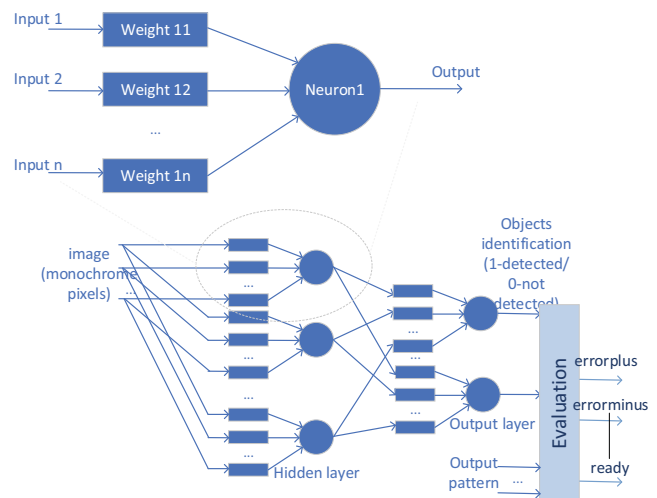 Input 1
Weight 11
Input 2
Weight 12
Neuron1
Output
...
Input n
Weight 1n
image
(monochrome
pixels)
...
...
...
...
...
Hidden layer
...
...
...
Output layer
Objects
identification
(1-detected/
0-not
detected)
Evaluation
errorplus
errorminus
ready
Output
pattern
...